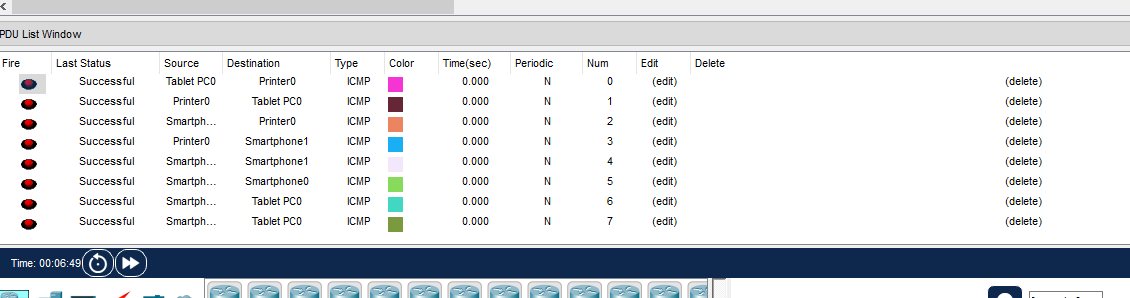 PDU List Window
Fire Last Status Source Destination Type Color Time(sec) Periodic Num Edit Delete
Successful Tablet PC0 Printer0 ICMP 0.000 N 0 (edit) (delete)
Successful Printer0 Tablet PC0 ICMP 0.000 N 1 (edit) (delete)
Successful Smartph... Printer0 ICMP 0.000 N 2 (edit) (delete)
Successful Printer0 Smartphone1 ICMP 0.000 N 3 (edit) (delete)
Successful Smartph... Smartphone1 ICMP 0.000 N 4 (edit) (delete)
Successful Smartph... Smartphone0 ICMP 0.000 N 5 (edit) (delete)
Successful Smartph... Tablet PC0 ICMP 0.000 N 6 (edit) (delete)
Successful Smartph... Tablet PC0 ICMP 0.000 N 7 (edit) (delete)
Time: 00:06:49